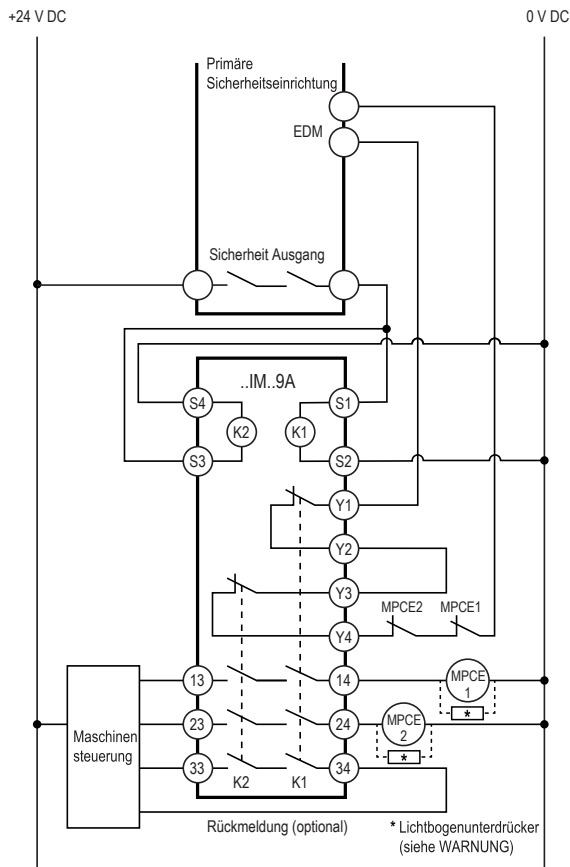 +24 V DC
0 V DC
Primäre
Sicherheitseinrichtung
EDM
Sicherheit Ausgang
..IM..9A
S4
S1
K2
K1
S3
S2
Y1
Y2
Y3
MPCE2
MPCE1
Y4
13
14
MPCE
1
*
Maschinen
steuerung
23
24
MPCE
2
*
33
34
K2
K1
Rückmeldung (optional)
* Lichtbogenunterdrücker
(siehe WARNUNG)